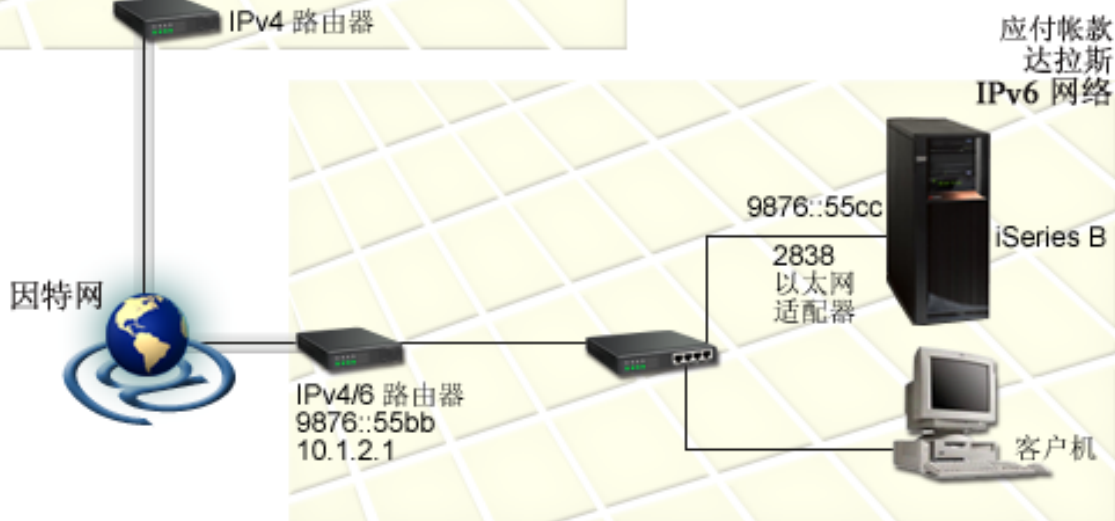 IPv4 路由器
应付帐款
达拉斯
IPv6 网络
9876::55cc
iSeries B
2838
以太网
适配器
因特网
IPv4/6 路由器
9876::55bb
10.1.2.1
客户机